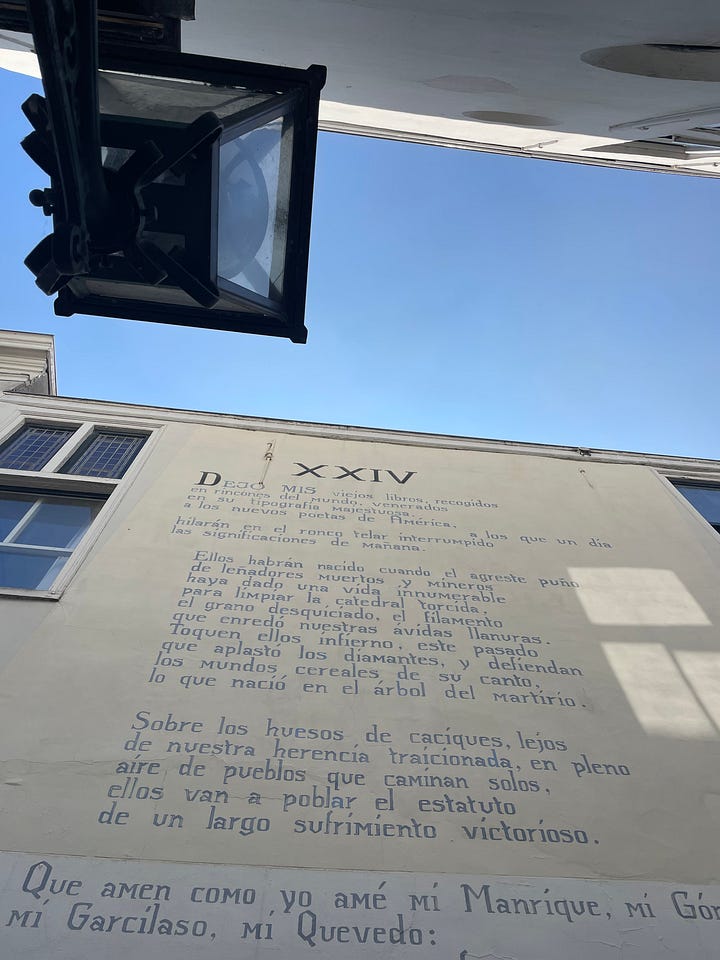 XXIV
DEJO MIS viejos libros, recogidos
en rincones del mundo, venerados
en su tipografía majestuosa,
a los nuevos poetas de América,
a los que un día
hilarán en el ronco telar interrumpido
las significaciones de mañana.
Ellos habrán nacido cuando el agreste puño
de leñadores muertos y mineros
haya dado una vida innumerable
para limpiar la catedral torcida,
el grano desquiciado, el filamento
que enredó nuestras ávidas llanuras.
Toquen ellos infierno, este pasado
que aplastó los diamantes, y defiendan
los mundos cereales de su canto,
lo que nació en el árbol del martirio.
Sobre los huesos de caciques, lejos
de nuestra herencia traicionada, en pleno
aire de pueblos que caminan solos,
ellos van a poblar el estatuto
de un largo sufrimiento victorioso.
Que amen como yo amé mi Manrique, mi
mi Garcilaso, mi Quevedo: